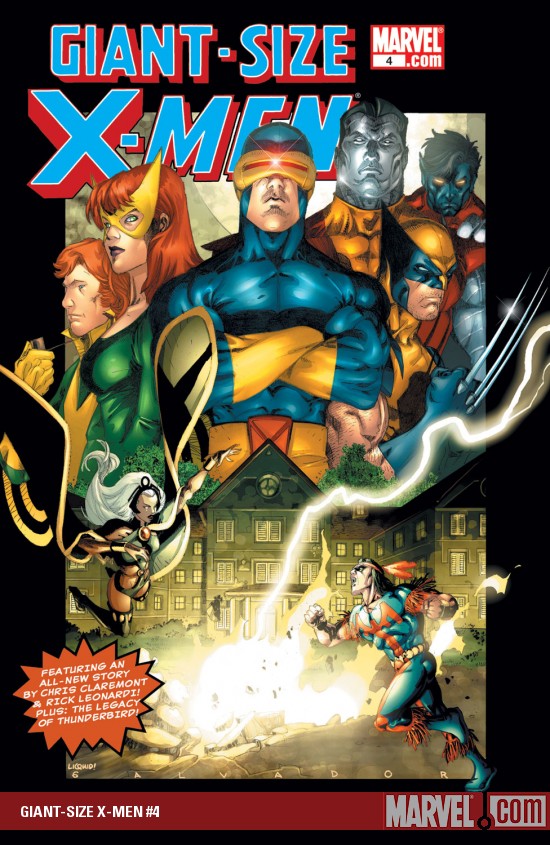 GIANT-SIZE
X-MEN
®
MARVEL
4
.com
FEATURING AN
ALL-NEW STORY
BY CHRIS CLAREMONT
& RICK LEONARDI!
PLUS: THE LEGACY
OF THUNDERBIRD!
LIQUID!
SALVADOR
GIANT-SIZE X-MEN #4
MARVEL.com